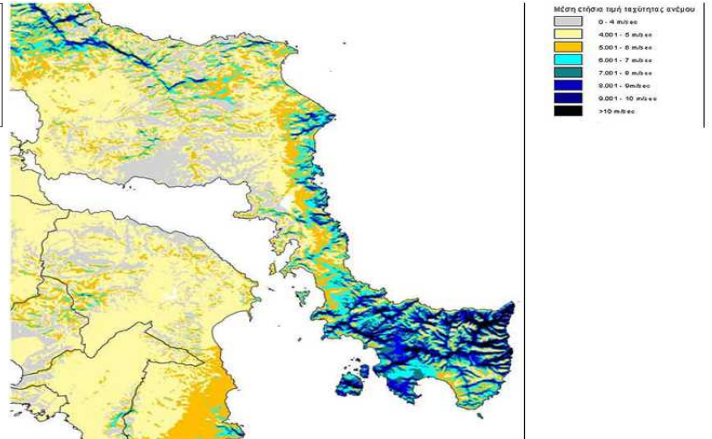 Μέση ετήσια τιμή ταχύτητας ανέμου
0 - 4 m/sec
4.001 - 5 m/sec
5.001 - 6 m/sec
6.001 - 7 m/sec
7.001 - 8 m/sec
8.001 - 9m/sec
9.001 - 10 m/sec
>10 m/sec